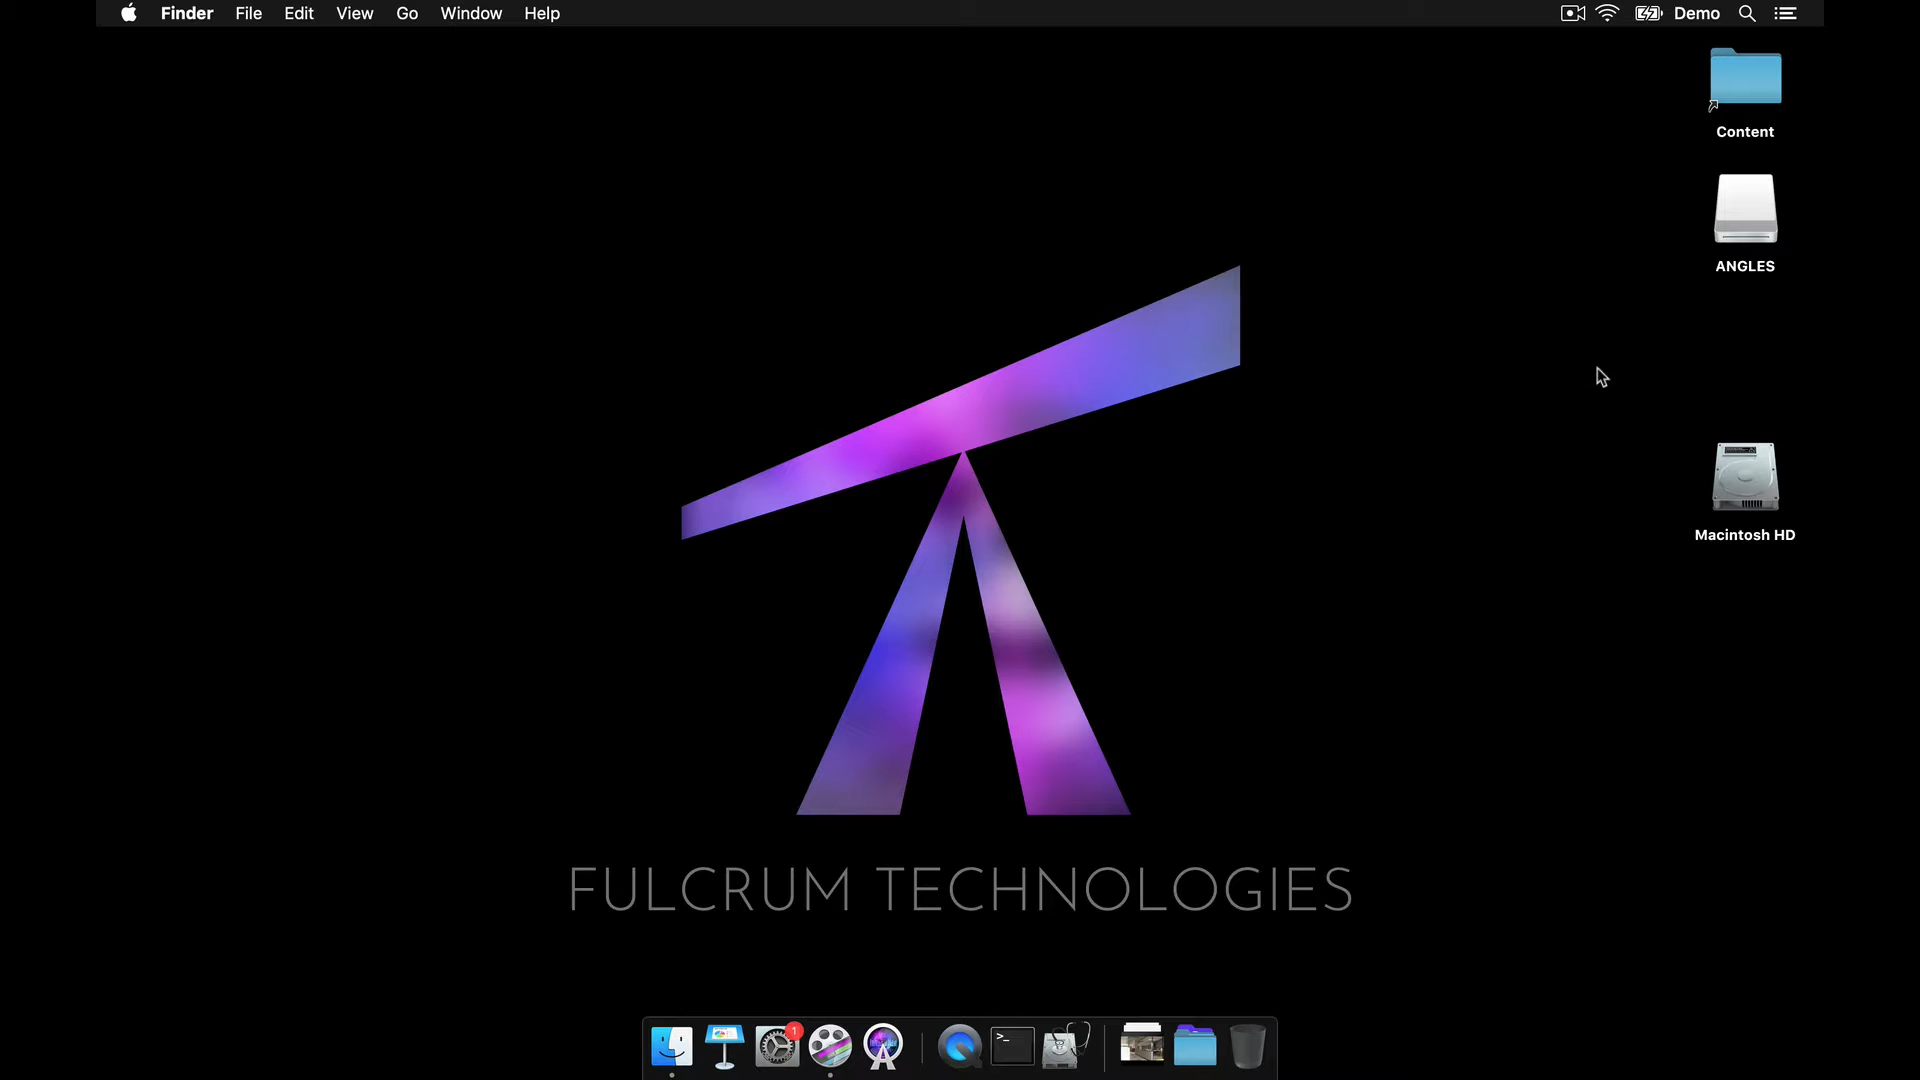 Finder File Edit View Go Window Help Demo
Content
ANGLES
Macintosh HD
FULCRUM TECHNOLOGIES
1
>_